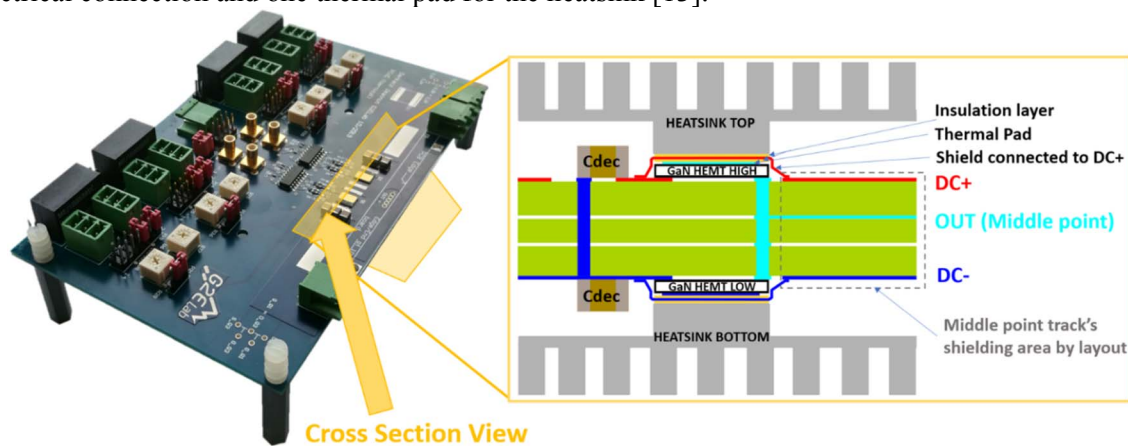 ectrical connection and one thermal pad for the heatsink [15].
HEATSINK TOP
Insulation layer
Thermal Pad
Shield connected to DC+
Cdec
GaN HEMT HIGH
DC+
OUT (Middle point)
DC-
GaN HEMT LOW
Cdec
HEATSINK BOTTOM
Middle point track's
shielding area by layout
G2ELab
Cross Section View